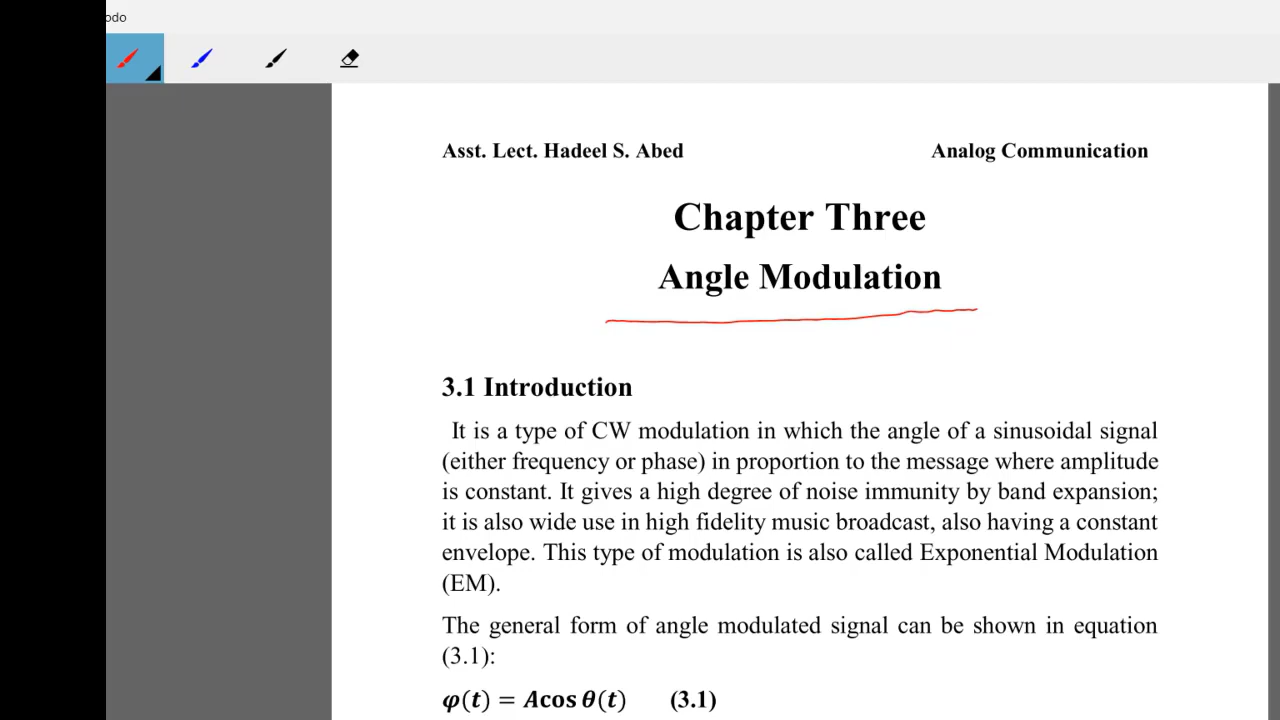 odo
Asst. Lect. Hadeel S. Abed Analog Communication
Chapter Three
Angle Modulation
3.1 Introduction
It is a type of CW modulation in which the angle of a sinusoidal signal
(either frequency or phase) in proportion to the message where amplitude
is constant. It gives a high degree of noise immunity by band expansion;
it is also wide use in high fidelity music broadcast, also having a constant
envelope. This type of modulation is also called Exponential Modulation
(EM).
The general form of angle modulated signal can be shown in equation
(3.1):
φ(t) = Acos θ(t) (3.1)